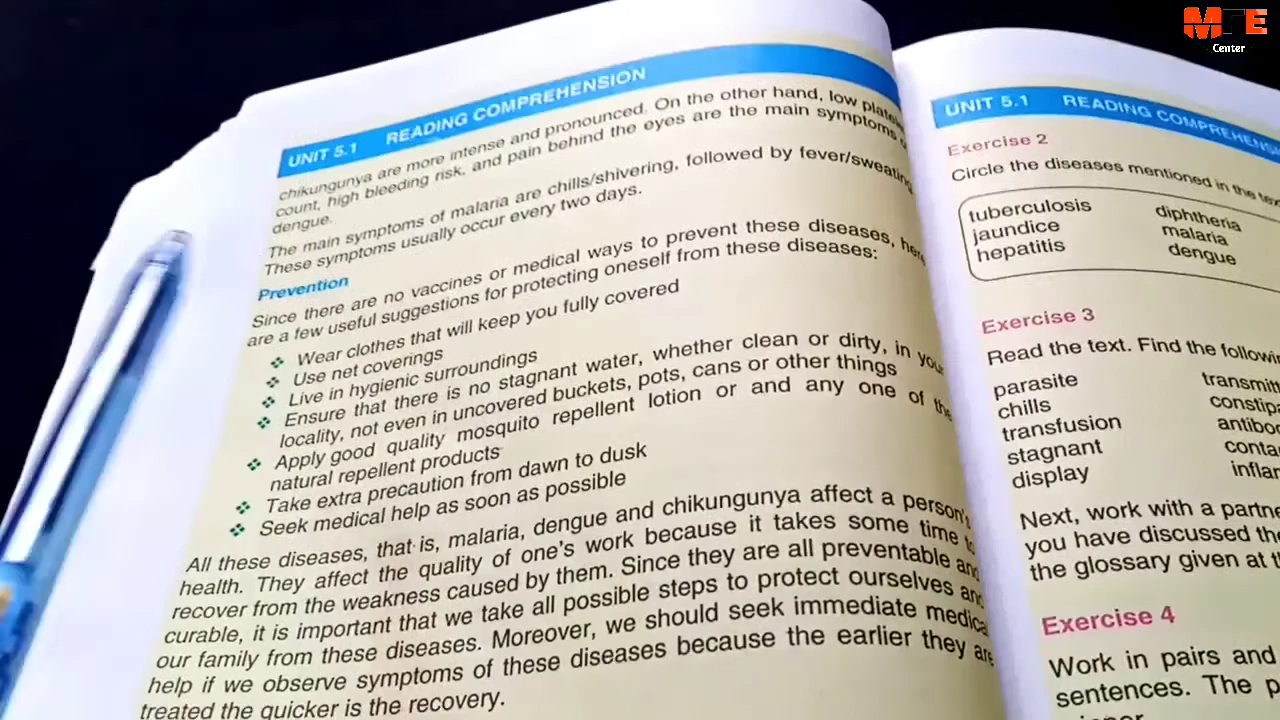 MTE
Center
UNIT 5.1 READING COMPREHENSION
chikungunya are more intense and pronounced. On the other hand, low
count, high bleeding risk, and pain behind the eyes are the main symptoms
dengue.
The main symptoms of malaria are chills/shivering, followed by fever/sweating
These symptoms usually occur every two days.
Prevention
Since there are no vaccines or medical ways to prevent these diseases, here
are a few useful suggestions for protecting oneself from these diseases:
❖ Wear clothes that will keep you fully covered
❖ Use net coverings
❖ Live in hygienic surroundings
❖ Ensure that there is no stagnant water, whether clean or dirty, in your
locality, not even in uncovered buckets, pots, cans or other things
❖ Apply good quality mosquito repellent lotion or and any one of the
natural repellent products
❖ Take extra precaution from dawn to dusk
❖ Seek medical help as soon as possible
All these diseases, that is, malaria, dengue and chikungunya affect a person's
health. They affect the quality of one's work because it takes some time to
recover from the weakness caused by them. Since they are all preventable and
curable, it is important that we take all possible steps to protect ourselves and
our family from these diseases. Moreover, we should seek immediate medical
help if we observe symptoms of these diseases because the earlier they are
treated the quicker is the recovery.
UNIT 5.1 READING COMPREHENSI
Exercise 2
Circle the diseases mentioned in the text
tuberculosis diphtheria
jaundice malaria
hepatitis dengue
Exercise 3
Read the text. Find the followin
parasite transmitt
chills constipa
transfusion antibo
stagnant conta
display inflar
Next, work with a partne
you have discussed the
the glossary given at t
Exercise 4
Work in pairs and
sentences. The p